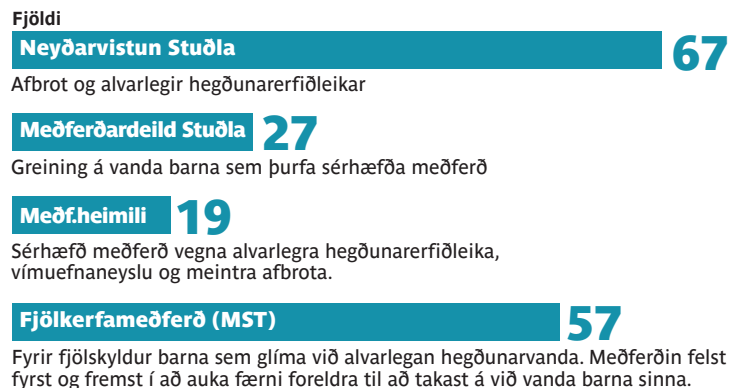 Fjöldi
Neyðarvistun Stuðla 67
Afbrot og alvarlegir hegðunarerfiðleikar
Meðferðardeild Stuðla 27
Greining á vanda barna sem þurfa sérhæfða meðferð
Meðf.heimili 19
Sérhæfð meðferð vegna alvarlegra hegðunarerfiðleika,
vímuefnaneyslu og meintra afbrota.
Fjölkerfameðferð (MST) 57
Fyrir fjölskyldur barna sem glíma við alvarlegan hegðunarvanda. Meðferðin felst
fyrst og fremst í að auka færni foreldra til að takast á við vanda barna sinna.